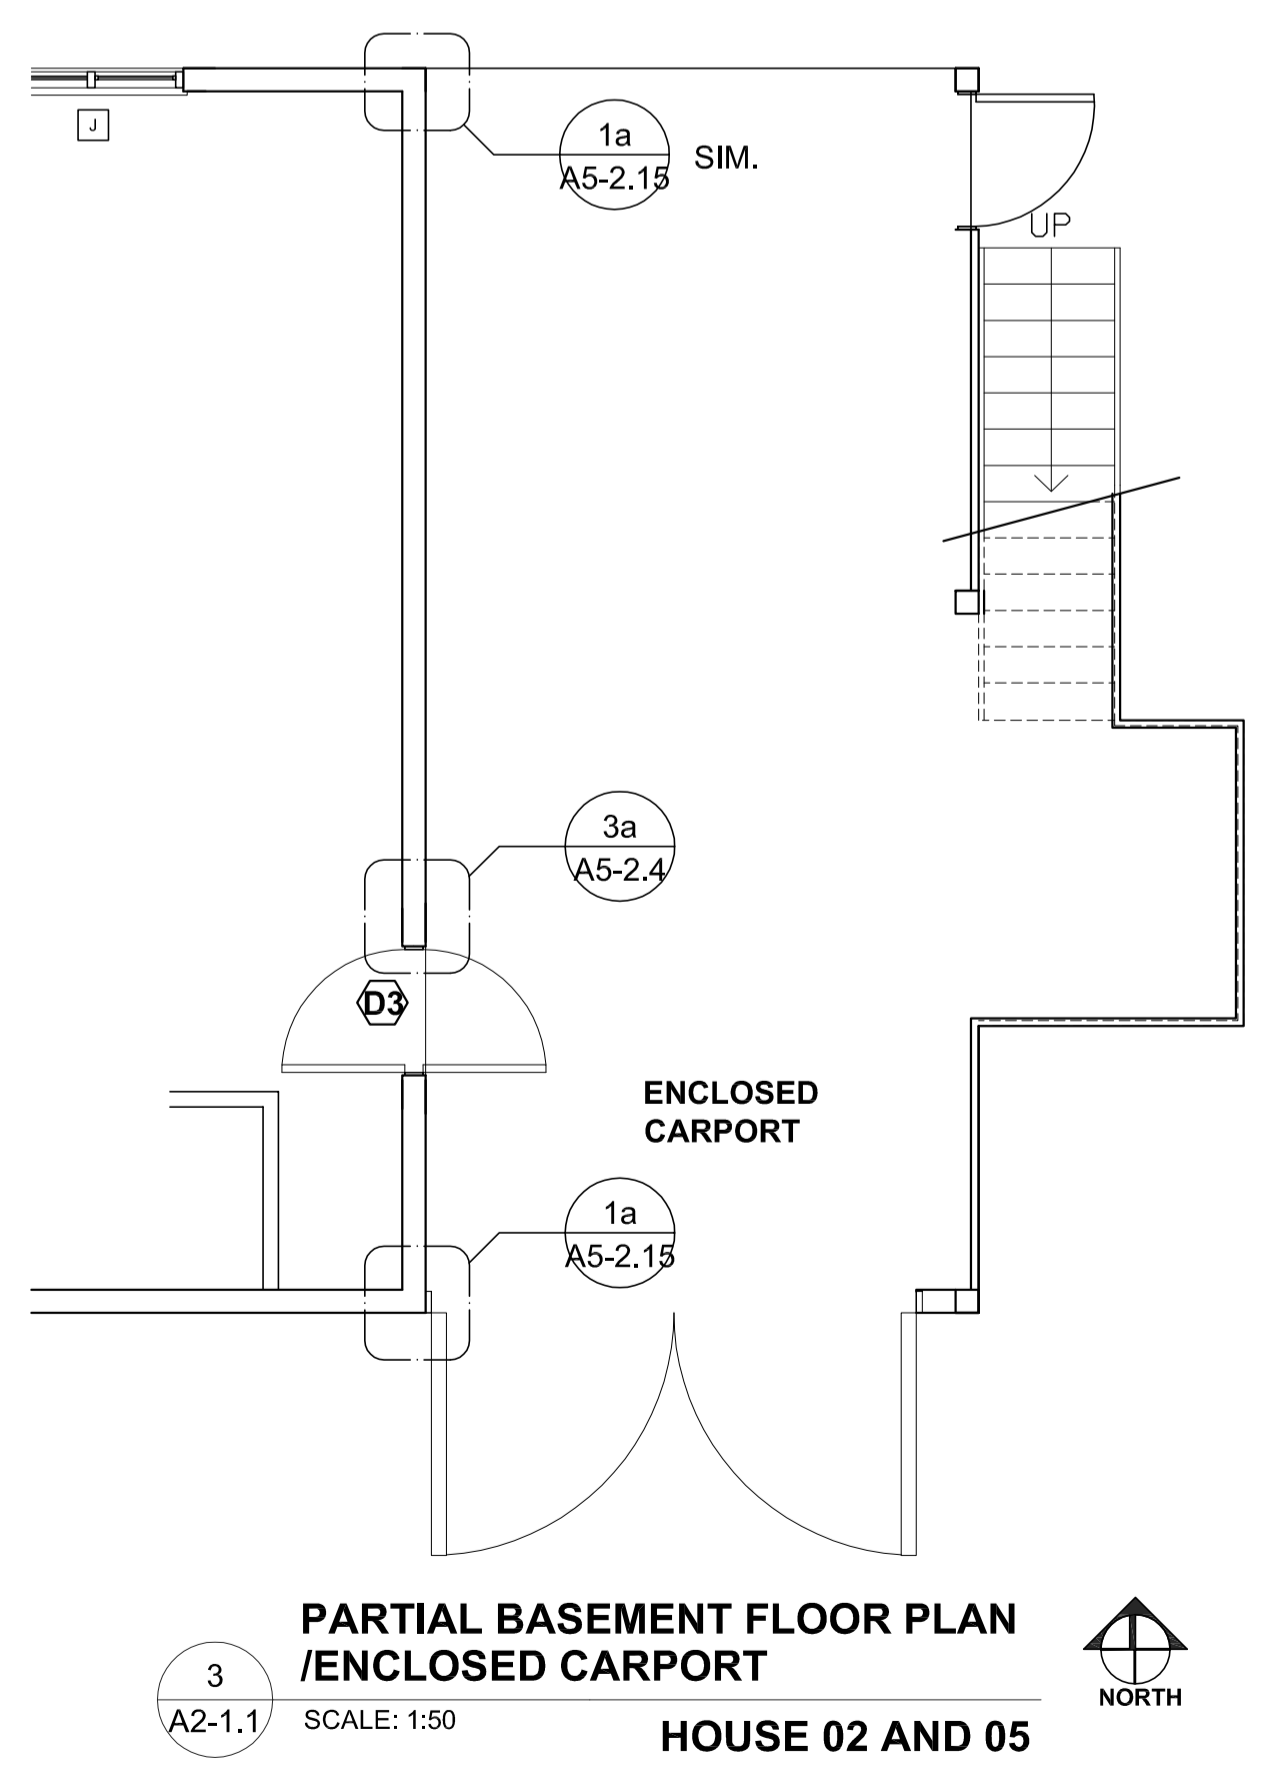 J
1a
A5-2.15
SIM.
UP
3a
A5-2.4
D3
ENCLOSED
CARPORT
1a
A5-2.15
PARTIAL BASEMENT FLOOR PLAN
/ENCLOSED CARPORT
3
A2-1.1
SCALE: 1:50
NORTH
HOUSE 02 AND 05